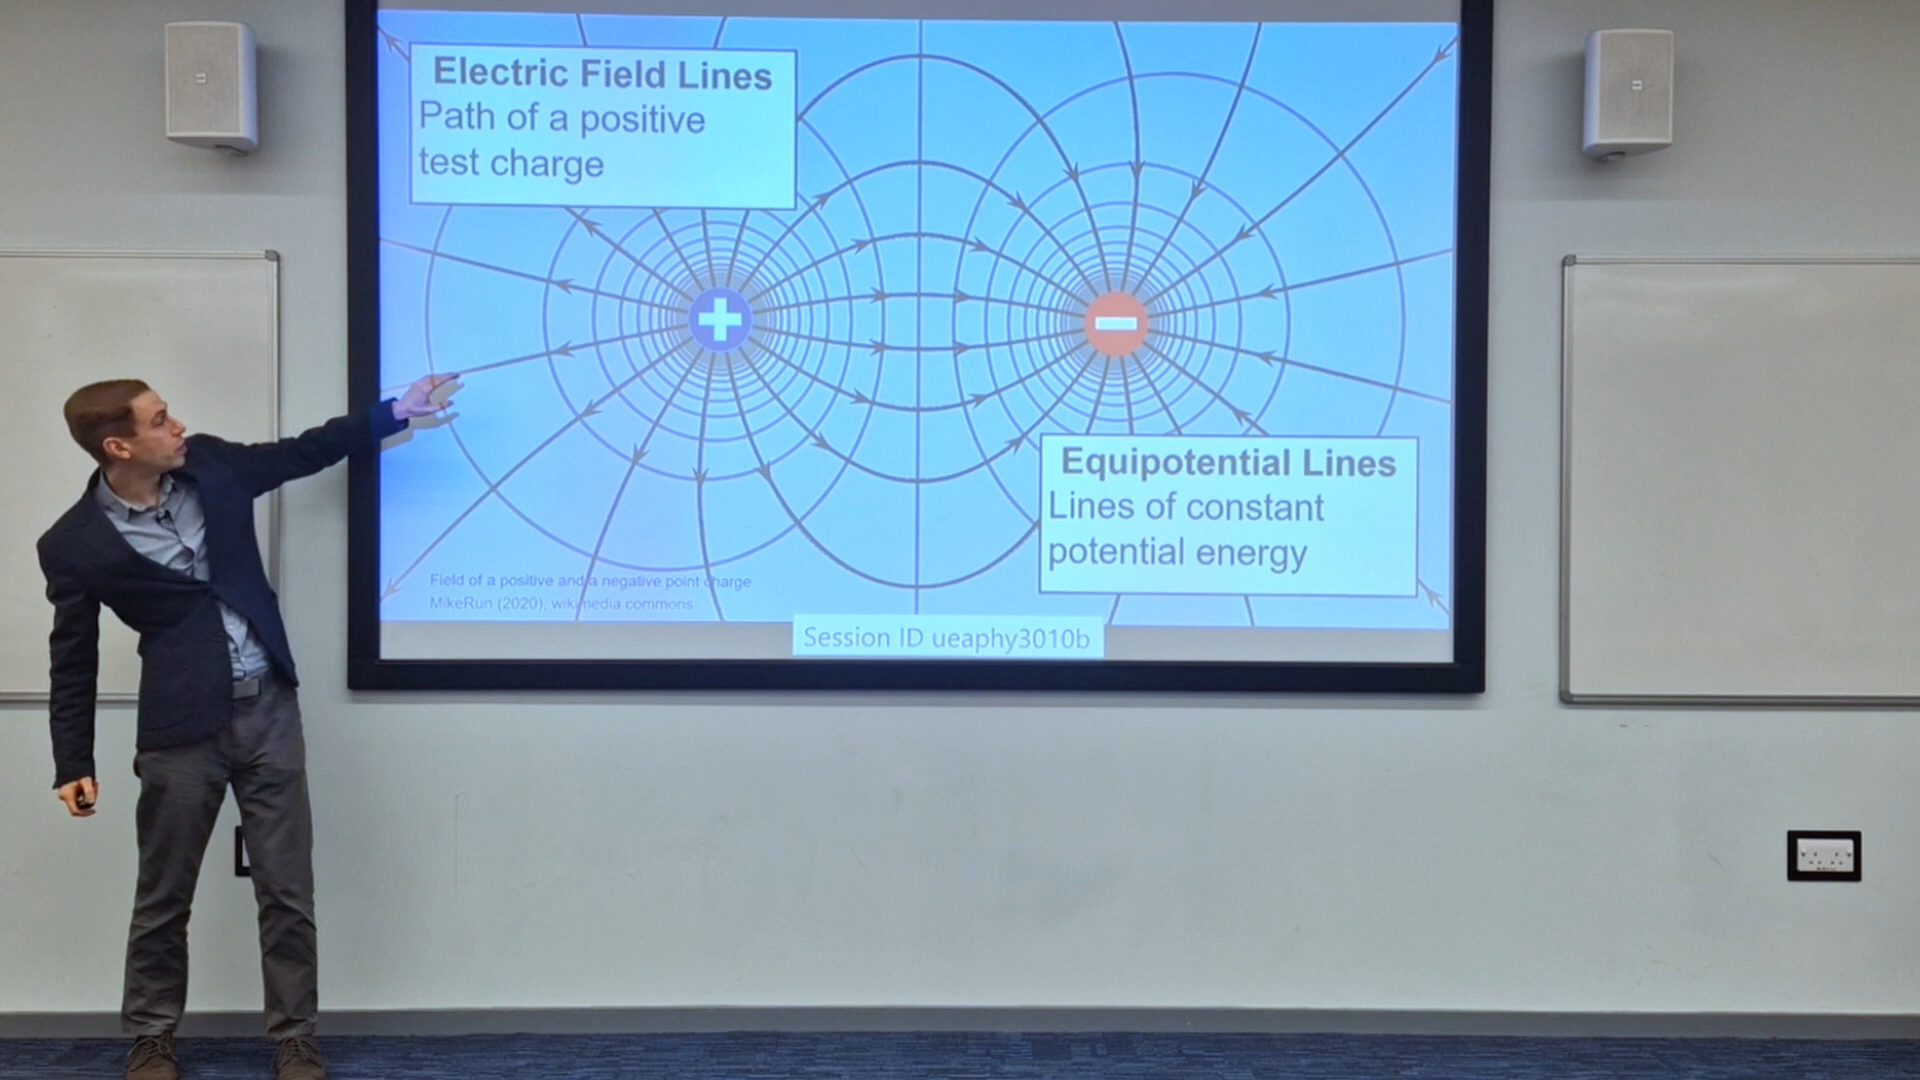 Electric Field Lines
Path of a positive
test charge
+
−
Equipotential Lines
Lines of constant
potential energy
Field of a positive and a negative point charge
MikeRun (2020), wikimedia commons
Session ID ueaphy3010b